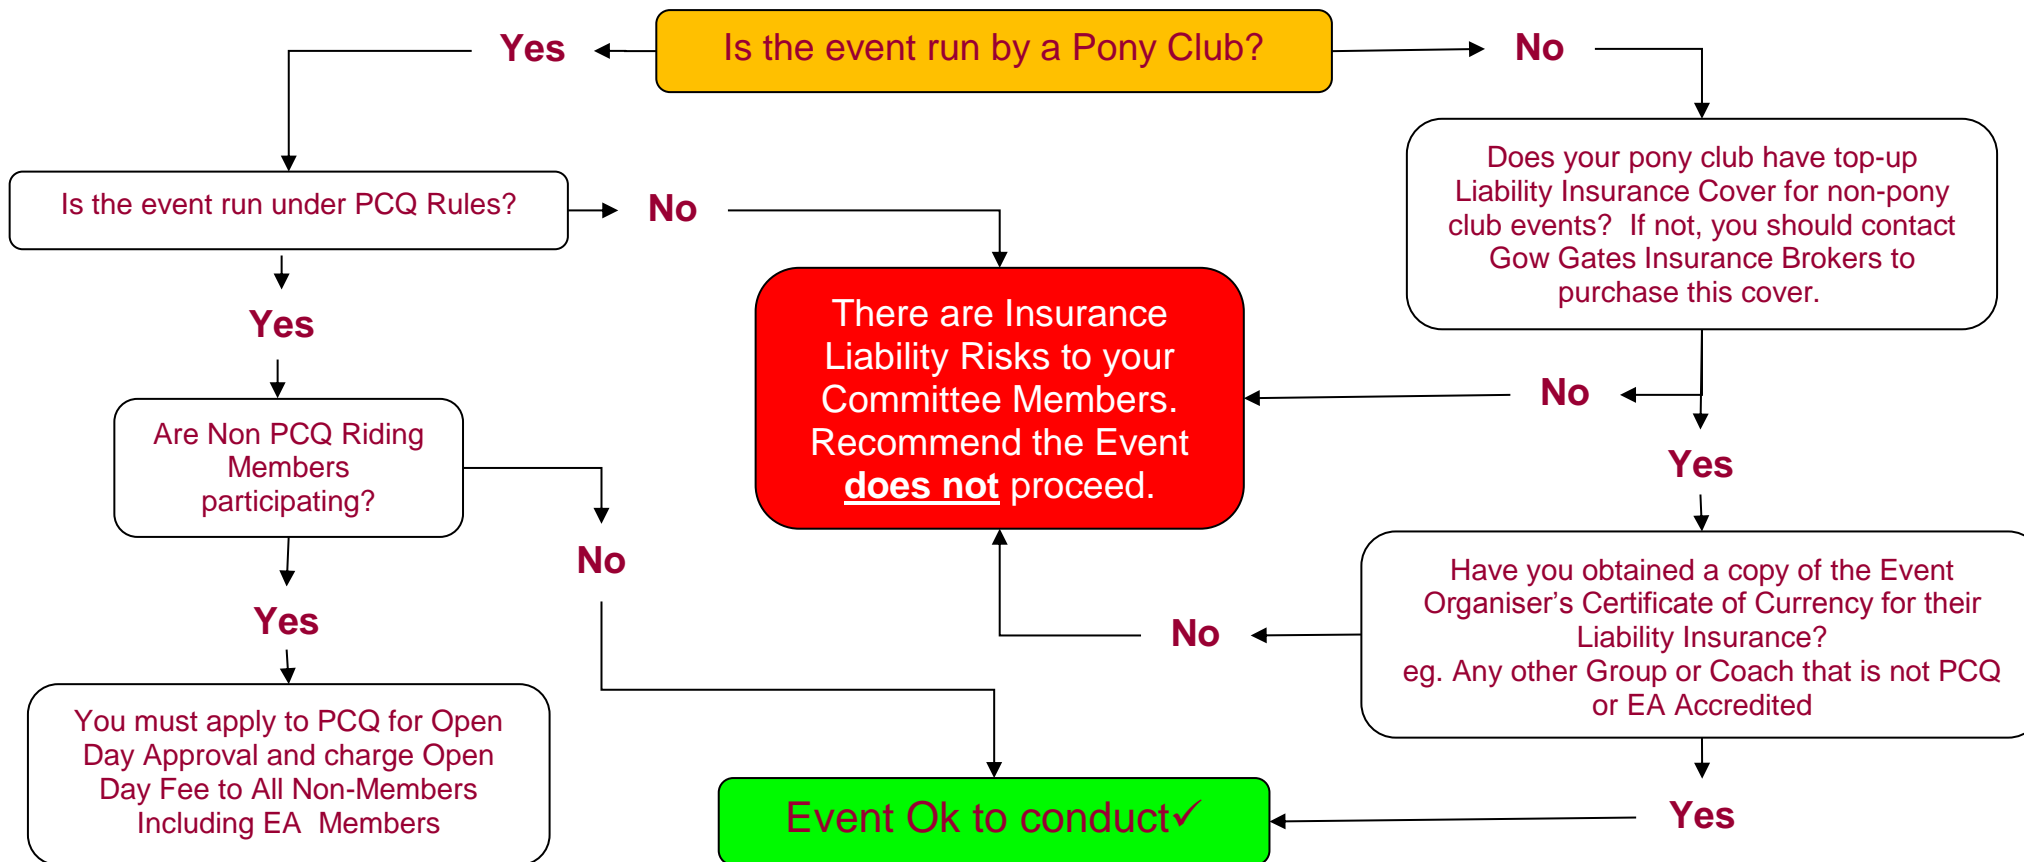 Is the event run by a Pony Club?
Yes
No
Is the event run under PCQ Rules?
No
Does your pony club have top-up
Liability Insurance Cover for non-pony
club events?  If not, you should contact
Gow Gates Insurance Brokers to
purchase this cover.
Yes
There are Insurance
Liability Risks to your
Committee Members.
Recommend the Event
does not proceed.
No
Yes
Are Non PCQ Riding
Members
participating?
No
Yes
Have you obtained a copy of the Event
Organiser’s Certificate of Currency for their
Liability Insurance?
eg. Any other Group or Coach that is not PCQ
or EA Accredited
No
You must apply to PCQ for Open
Day Approval and charge Open
Day Fee to All Non-Members
Including EA  Members
Event Ok to conduct✓
Yes